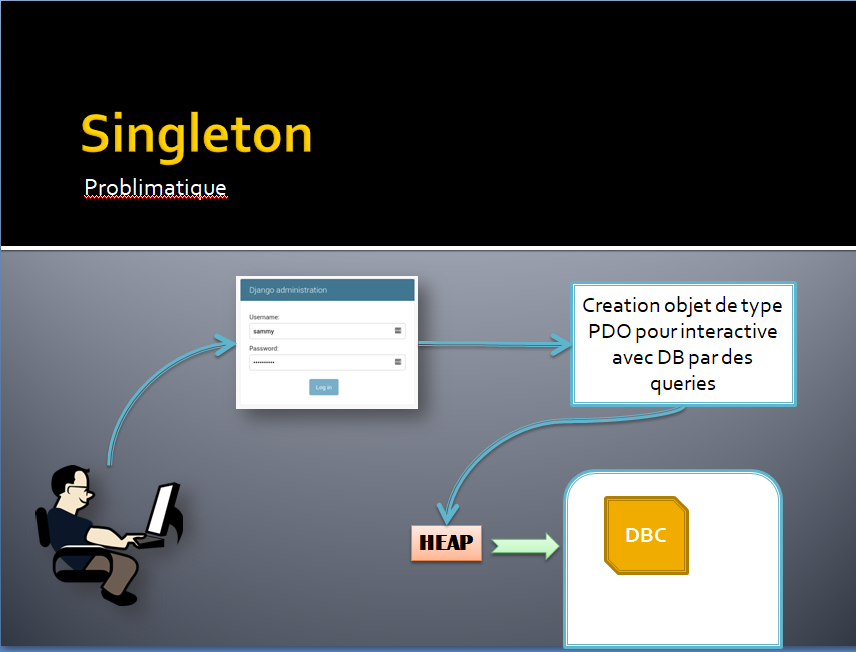 Singleton
Problimatique
Django administration
Username:
sammy
Password:
Log in
Creation objet de type
PDO pour interactive
avec DB par des
queries
HEAP
DBC